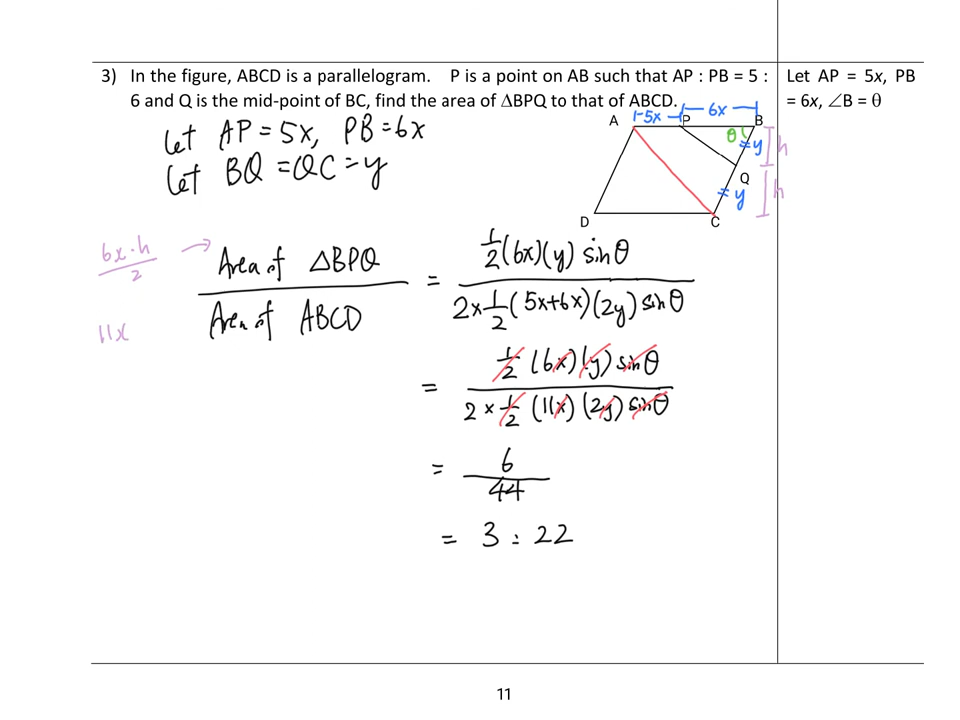 3) In the figure, ABCD is a parallelogram. P is a point on AB such that AP : PB = 5 :
6 and Q is the mid-point of BC, find the area of ΔBPQ to that of ABCD.
Let AP = 5x, PB
= 6x, ∠B = θ
A 5x P 6x B
θ y h
Q
y h
D C
Let AP = 5x, PB = 6x
Let BQ = QC = y
6x·h/2 → Area of ΔBPQ / Area of ABCD = ½(6x)(y) sinθ / 2×½(5x+6x)(2y) sinθ
11x
= ½(6x)(y) sinθ / 2×½(11x)(2y) sinθ
= 6/44
= 3 : 22
11